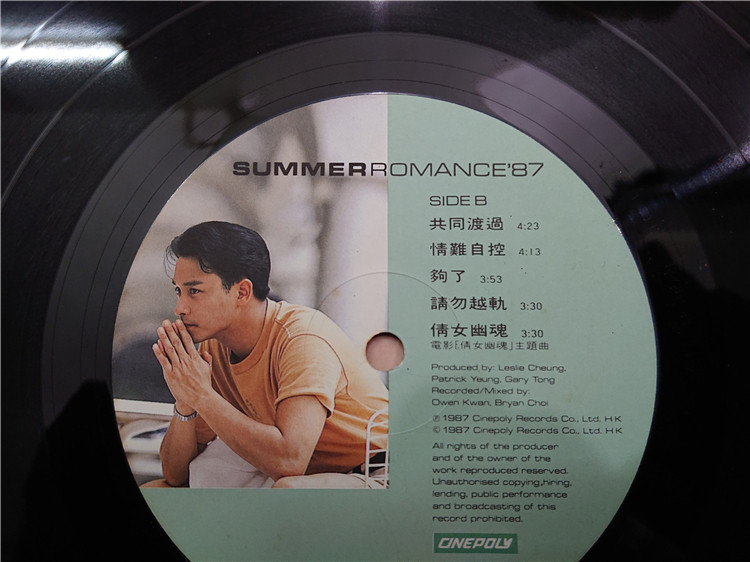 SUMMERROMANCE'87
SIDE B
共同渡過 4:23
情難自控 4:13
夠了 3:53
請勿越軌 3:30
倩女幽魂 3:30
電影「倩女幽魂」主題曲
Produced by: Leslie Cheung,
Patrick Yeung, Gary Tong
Recorded/Mixed by:
Owen Kwan, Bryan Choi
℗ 1987 Cinepoly Records Co., Ltd. H K
© 1987 Cinepoly Records Co., Ltd. H K
All rights of the producer
and of the owner of the
work reproduced reserved.
Unauthorised copying,hiring,
lending, public performance
and broadcasting of this
record prohibited.
CINEPOLY